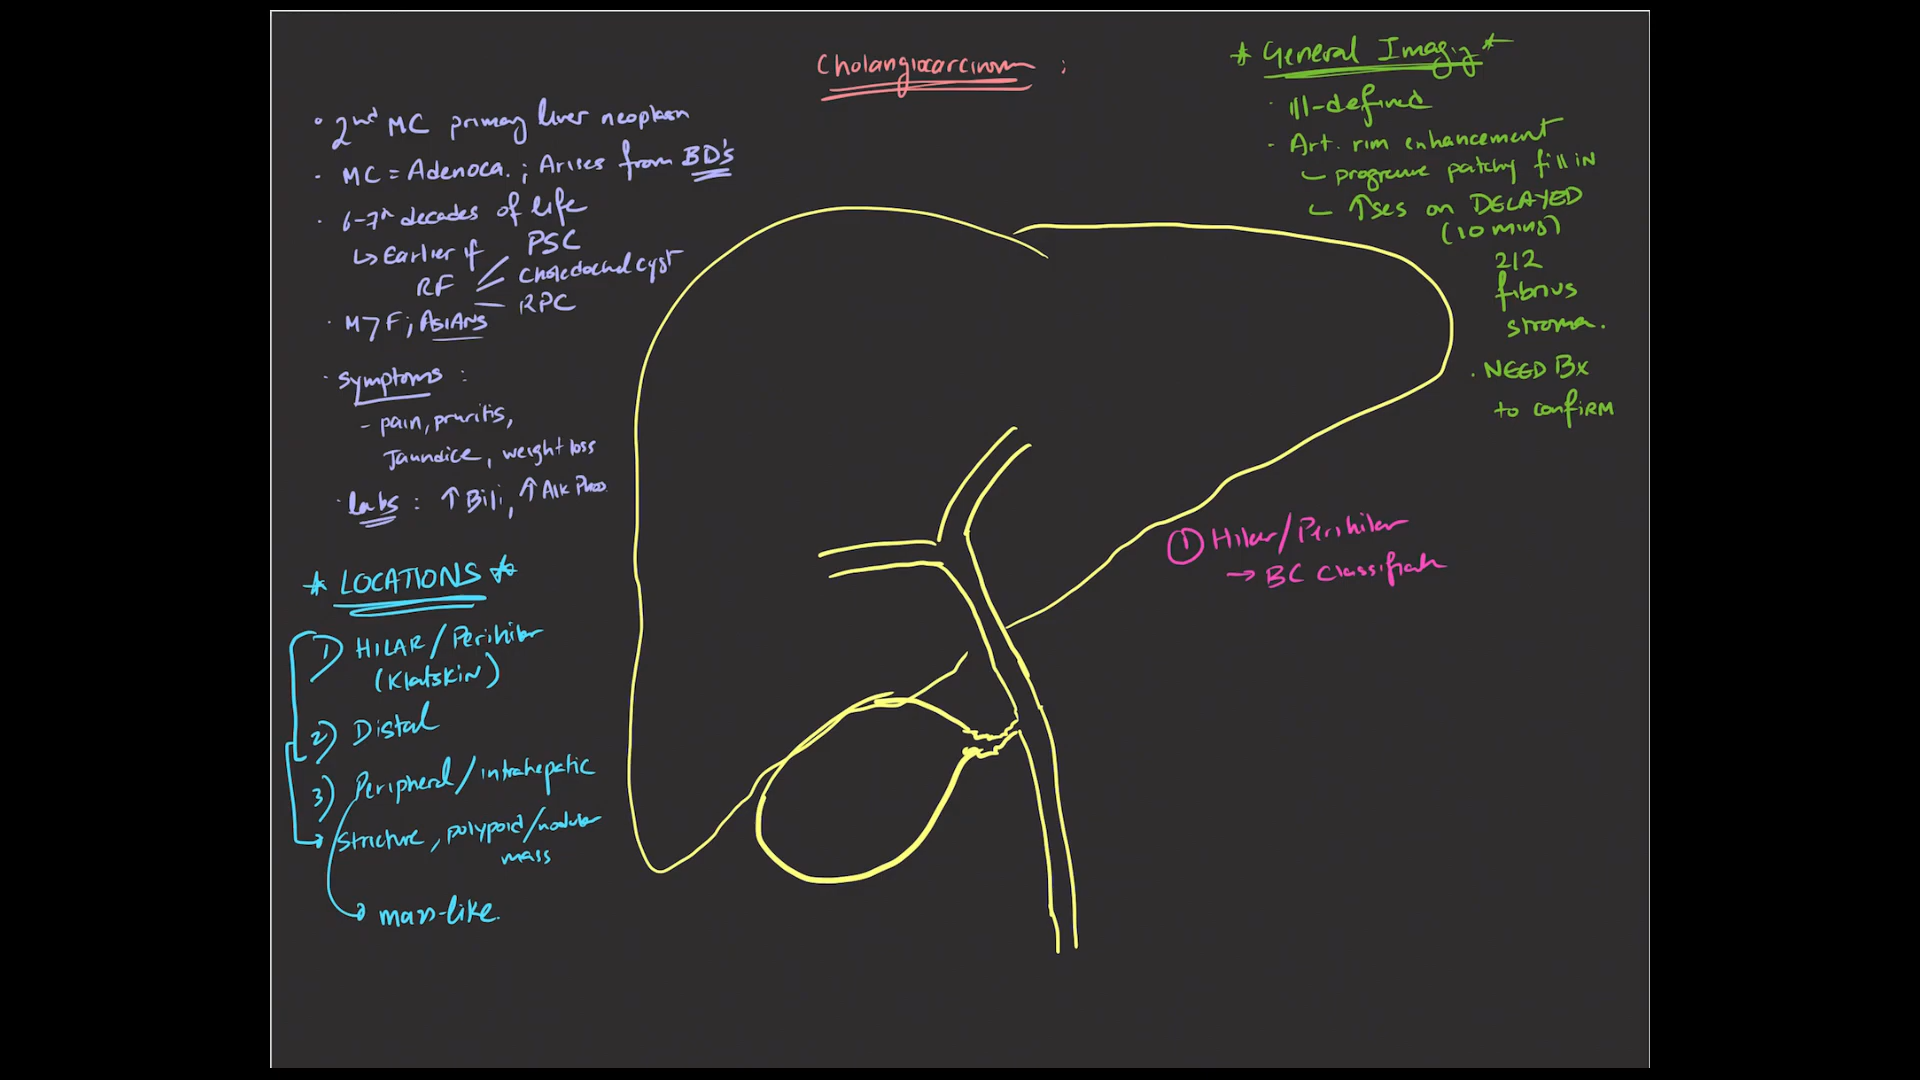 Cholangiocarcinoma :
• 2nd MC primary liver neoplasm
· MC = Adenoca. ; Arises from BD's
· 6-7th decades of life
↳ Earlier if
RF
PSC
Choledochal cyst
RPC
· M>F ; ASIANS
· Symptoms :
- pain, pruritis,
Jaundice, weight loss
· labs : ↑ Bili, ↑ Alk Phos.
* LOCATIONS *
1) HILAR / Perihilar
(Klatskin)
2) Distal
3) Peripheral / intrahepatic
→ Stricture, polypoid/nodular
mass
→ mass-like.
* General Imaging *
· Ill-defined
- Art. rim enhancement
↳ progressive patchy fill in
↳ ↑ses on DELAYED
(10 mins)
2/2
fibrous
stroma.
· NEED Bx
to confirm
① Hilar / Perihilar
→ BC Classification